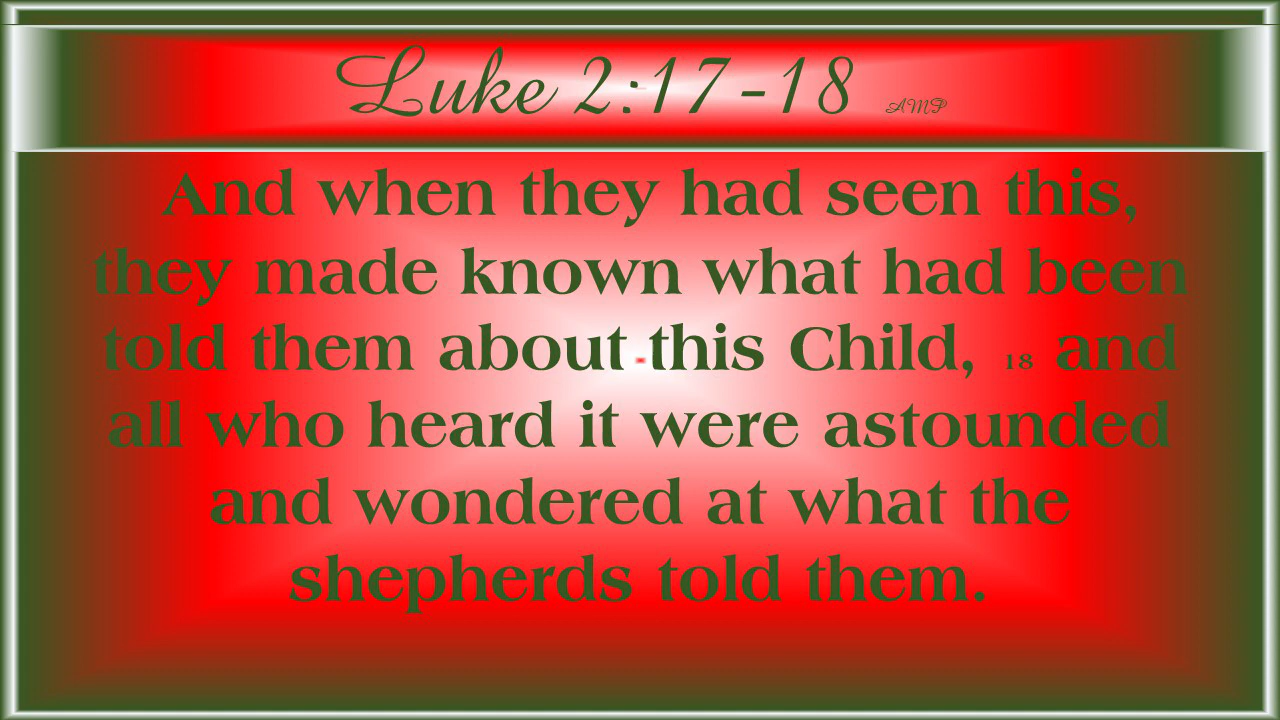 Luke 2:17-18 AMP
And when they had seen this,
they made known what had been
told them about this Child, 18 and
all who heard it were astounded
and wondered at what the
shepherds told them.